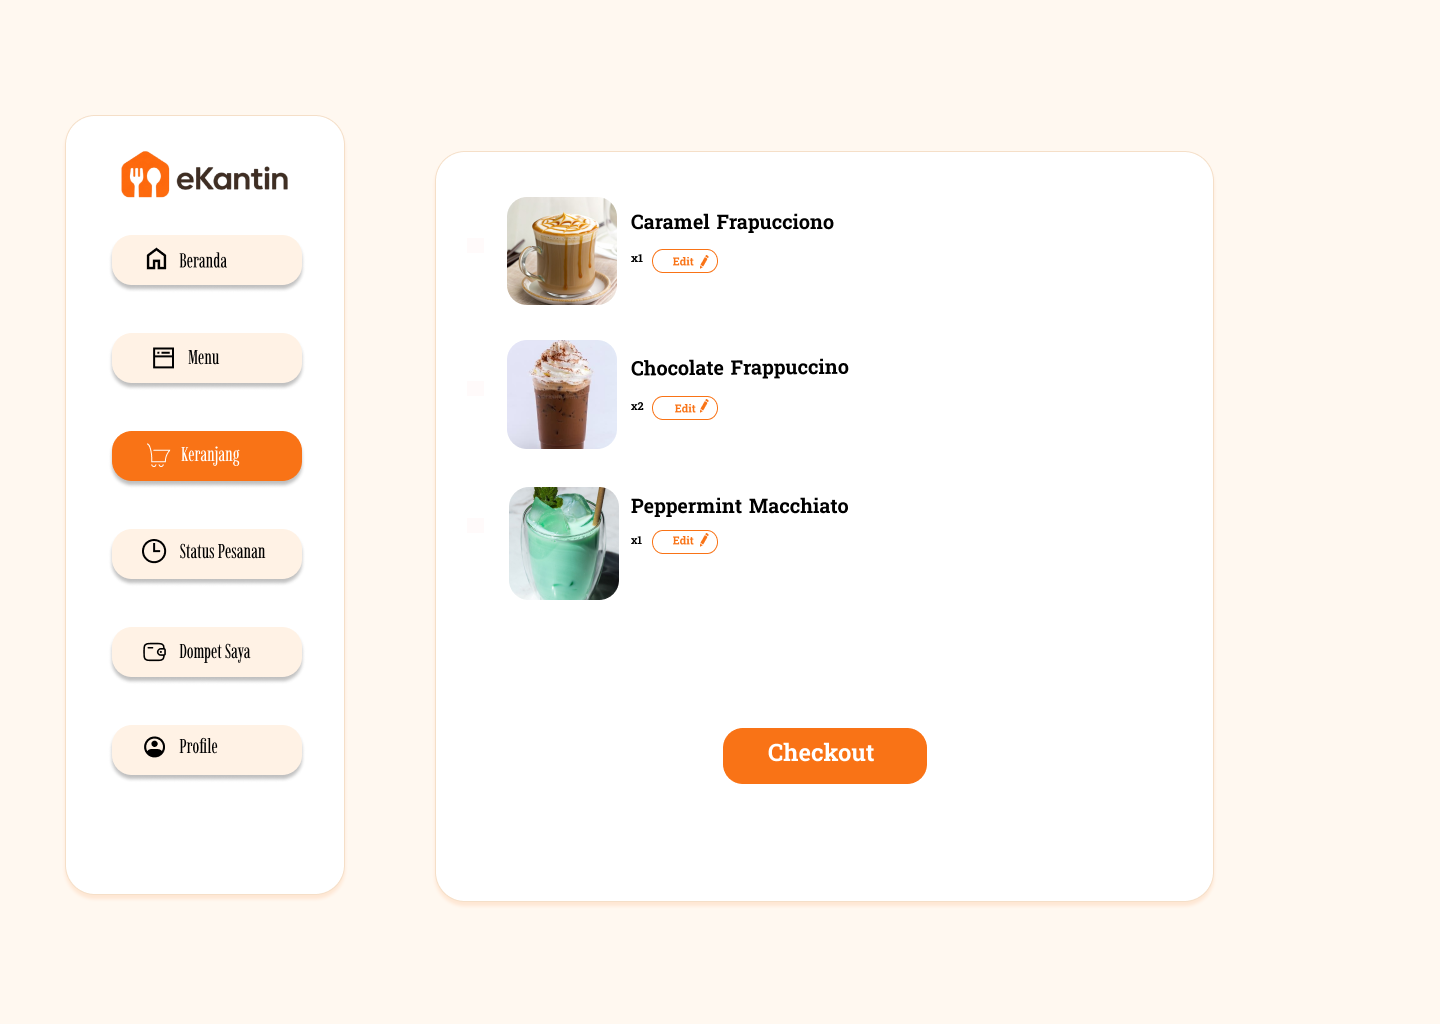 eKantin
Beranda
Menu
Keranjang
Status Pesanan
Dompet Saya
Profile
Caramel Frapucciono
x1 Edit
Chocolate Frappuccino
x2 Edit
Peppermint Macchiato
x1 Edit
Checkout